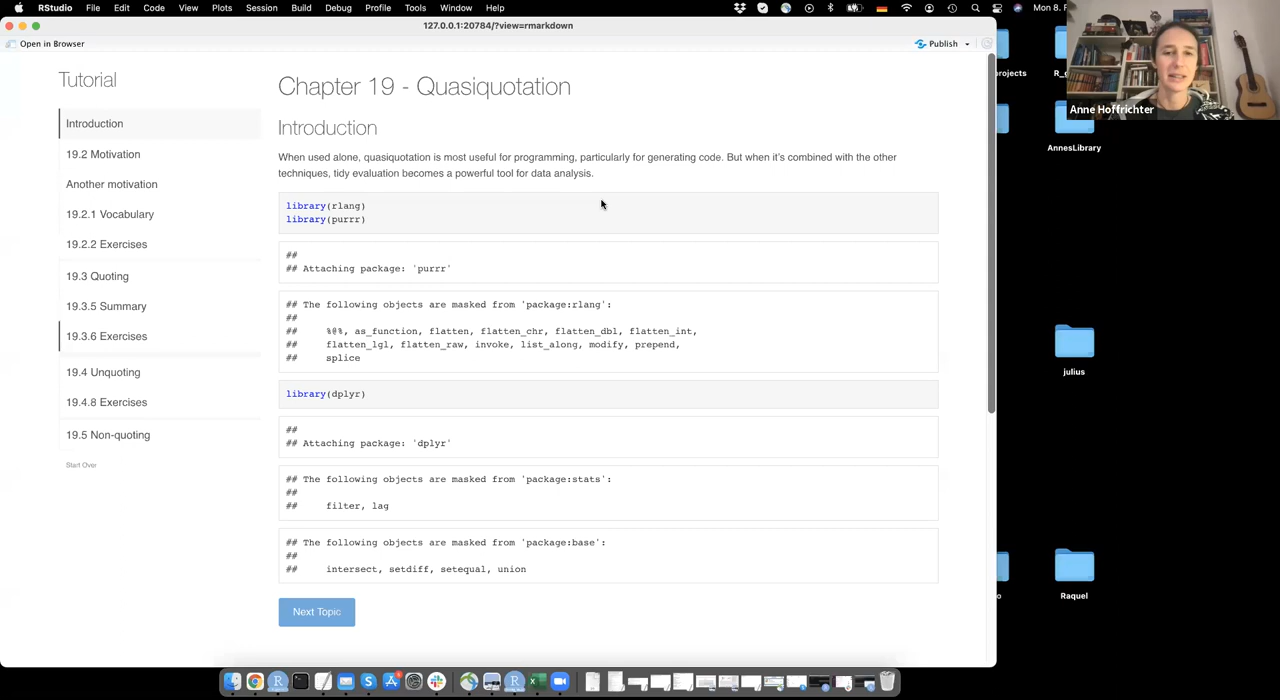 RStudio File Edit Code View Plots Session Build Debug Profile Tools Window Help Mon 8.
127.0.0.1:20784/?view=rmarkdown
Open in Browser Publish
Tutorial
Introduction
19.2 Motivation
Another motivation
19.2.1 Vocabulary
19.2.2 Exercises
19.3 Quoting
19.3.5 Summary
19.3.6 Exercises
19.4 Unquoting
19.4.8 Exercises
19.5 Non-quoting
Start Over
Chapter 19 - Quasiquotation
Introduction
When used alone, quasiquotation is most useful for programming, particularly for generating code. But when it's combined with the other
techniques, tidy evaluation becomes a powerful tool for data analysis.
library(rlang)
library(purrr)
##
## Attaching package: 'purrr'
## The following objects are masked from 'package:rlang':
##
## %@%, as_function, flatten, flatten_chr, flatten_dbl, flatten_int,
## flatten_lgl, flatten_raw, invoke, list_along, modify, prepend,
## splice
library(dplyr)
##
## Attaching package: 'dplyr'
## The following objects are masked from 'package:stats':
##
## filter, lag
## The following objects are masked from 'package:base':
##
## intersect, setdiff, setequal, union
Next Topic
Anne Hoffrichter
projects
AnnesLibrary
julius
Raquel